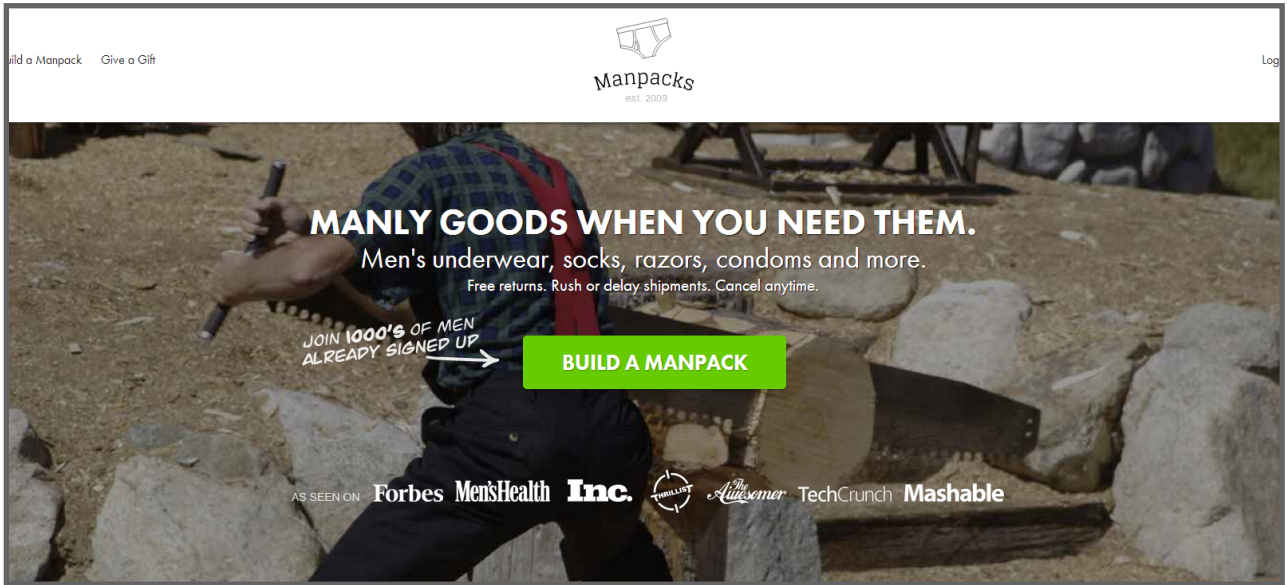 uild a Manpack
Give a Gift
Manpacks
est. 2009
Log
MANLY GOODS WHEN YOU NEED THEM.
Men's underwear, socks, razors, condoms and more.
Free returns. Rush or delay shipments. Cancel anytime.
JOIN 1000'S OF MEN
ALREADY SIGNED UP
BUILD A MANPACK
AS SEEN ON Forbes Men'sHealth Inc. THRILLIST The Awesomer TechCrunch Mashable